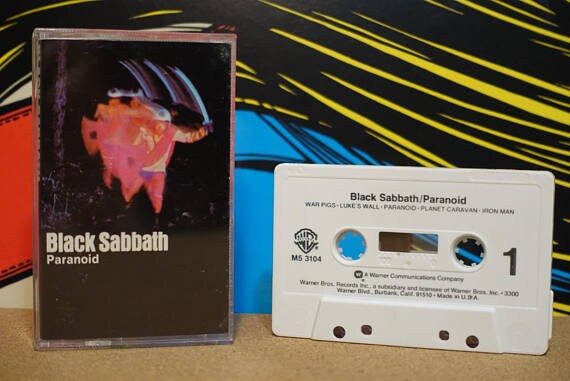 Black Sabbath
Paranoid
Black Sabbath/Paranoid
WAR PIGS • LUKE'S WALL • PARANOID • PLANET CARAVAN • IRON MAN
M5 3104
1
A Warner Communications Company
Warner Bros. Records Inc., a subsidiary and licensee of Warner Bros. Inc. • 3300
Warner Blvd., Burbank, Calif. 91510 • Made in U.S.A.